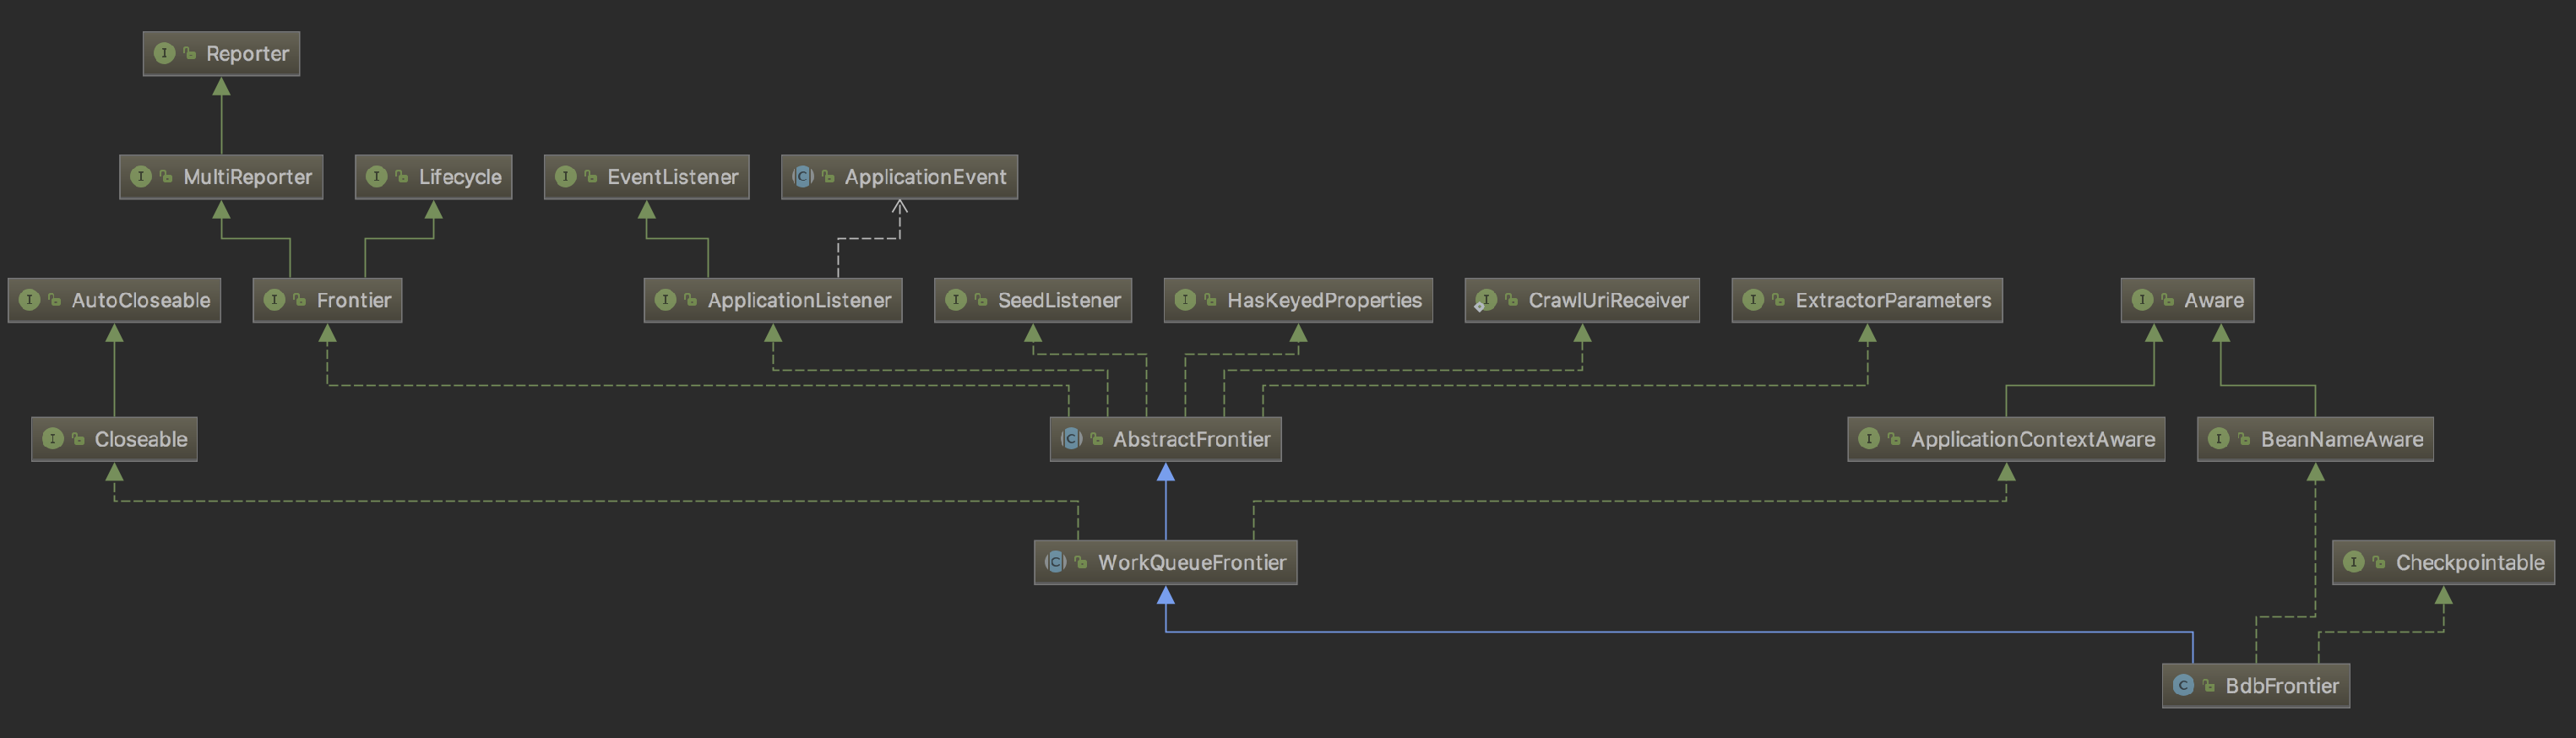 Reporter
MultiReporter
Lifecycle
EventListener
ApplicationEvent
AutoCloseable
Frontier
ApplicationListener
SeedListener
HasKeyedProperties
CrawlUriReceiver
ExtractorParameters
Aware
Closeable
AbstractFrontier
ApplicationContextAware
BeanNameAware
WorkQueueFrontier
Checkpointable
BdbFrontier